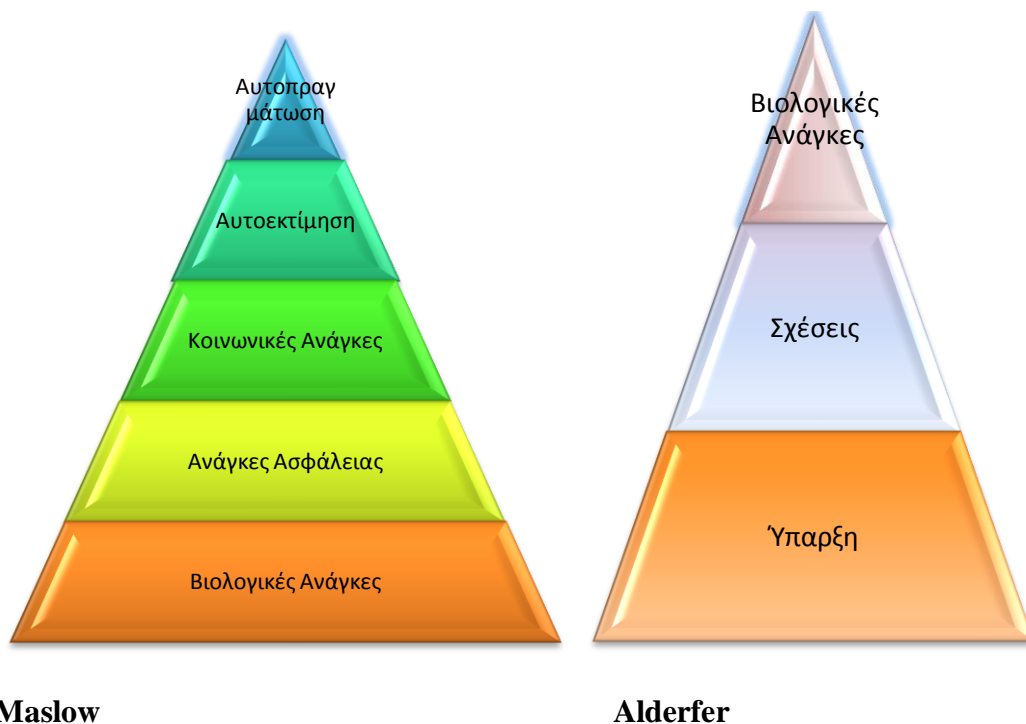 Αυτοπραγ
μάτωση
Αυτοεκτίμηση
Κοινωνικές Ανάγκες
Ανάγκες Ασφάλειας
Βιολογικές Ανάγκες
Βιολογικές
Ανάγκες
Σχέσεις
Ύπαρξη
Maslow
Alderfer